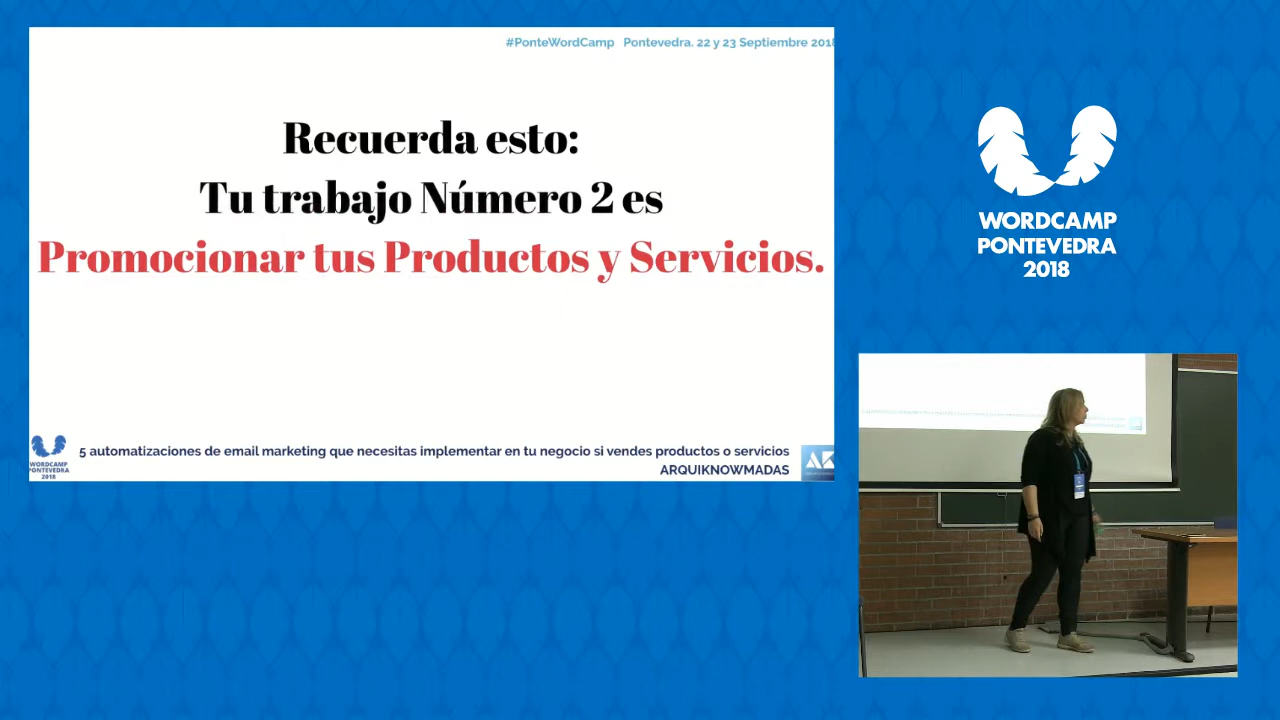 #PonteWordCamp Pontevedra. 22 y 23 Septiembre 2018
Recuerda esto:
Tu trabajo Número 2 es
Promocionar tus Productos y Servicios.
5 automatizaciones de email marketing que necesitas implementar en tu negocio si vendes productos o servicios
ARQUIKNOWMADAS
WORDCAMP
PONTEVEDRA
2018
AK
WORDCAMP
PONTEVEDRA
2018